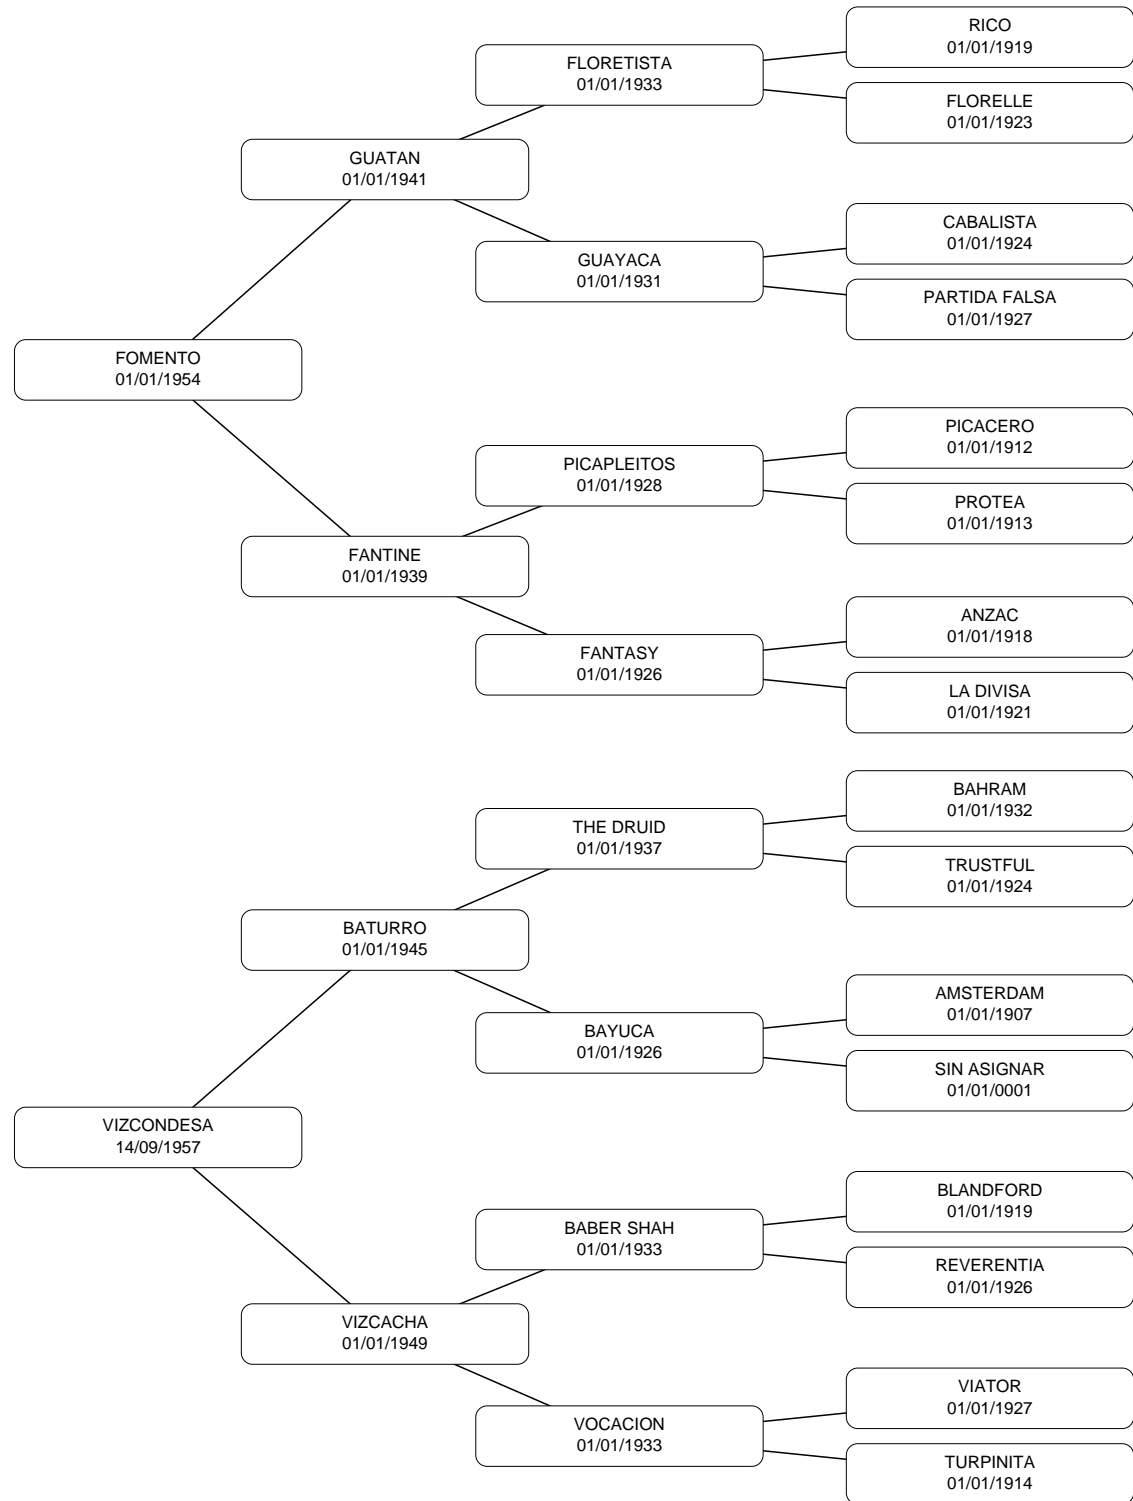 RICO
01/01/1919
FLORETISTA
01/01/1933
FLORELLE
01/01/1923
GUATAN
01/01/1941
CABALISTA
01/01/1924
GUAYACA
01/01/1931
PARTIDA FALSA
01/01/1927
FOMENTO
01/01/1954
PICACERO
01/01/1912
PICAPLEITOS
01/01/1928
PROTEA
01/01/1913
FANTINE
01/01/1939
ANZAC
01/01/1918
FANTASY
01/01/1926
LA DIVISA
01/01/1921
BAHRAM
01/01/1932
THE DRUID
01/01/1937
TRUSTFUL
01/01/1924
BATURRO
01/01/1945
AMSTERDAM
01/01/1907
BAYUCA
01/01/1926
SIN ASIGNAR
01/01/0001
VIZCONDESA
14/09/1957
BLANDFORD
01/01/1919
BABER SHAH
01/01/1933
REVERENTIA
01/01/1926
VIZCACHA
01/01/1949
VIATOR
01/01/1927
VOCACION
01/01/1933
TURPINITA
01/01/1914